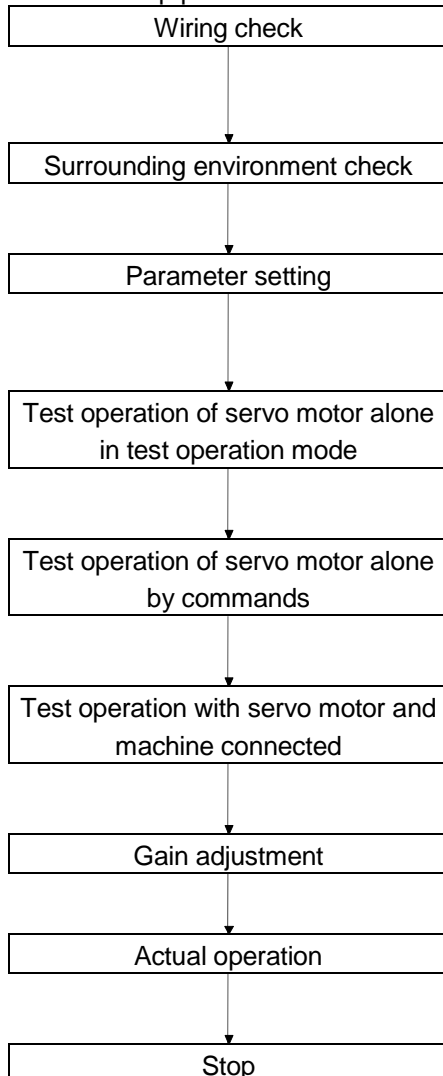 Wiring check
Surrounding environment check
Parameter setting
Test operation of servo motor alone
in test operation mode
Test operation of servo motor alone
by commands
Test operation with servo motor and
machine connected
Gain adjustment
Actual operation
Stop